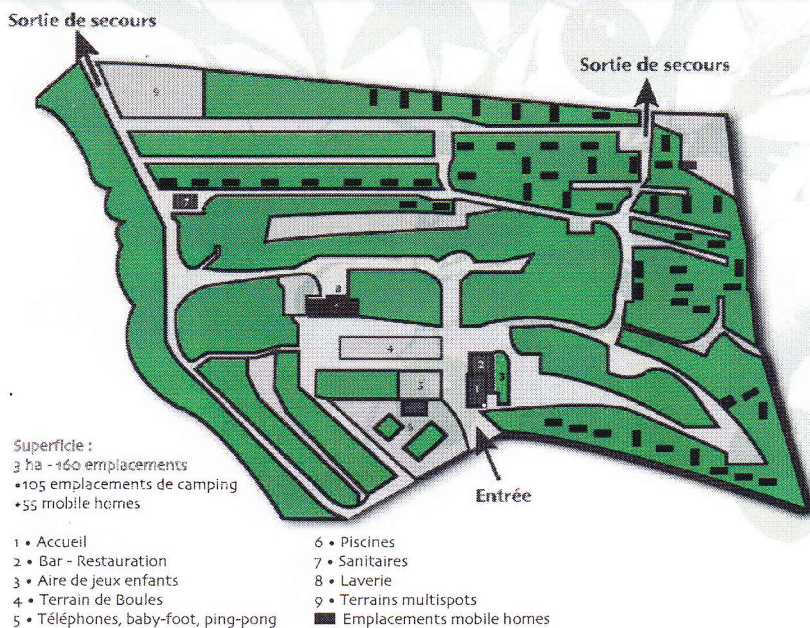 Sortie de secours
Sortie de secours
9
7
8
4
5
2
3
1
6
Entrée
Superficie :
3 ha - 160 emplacements
•105 emplacements de camping
•55 mobile homes
1 • Accueil
2 • Bar - Restauration
3 • Aire de jeux enfants
4 • Terrain de Boules
5 • Téléphones, baby-foot, ping-pong
6 • Piscines
7 • Sanitaires
8 • Laverie
9 • Terrains multispots
Emplacements mobile homes